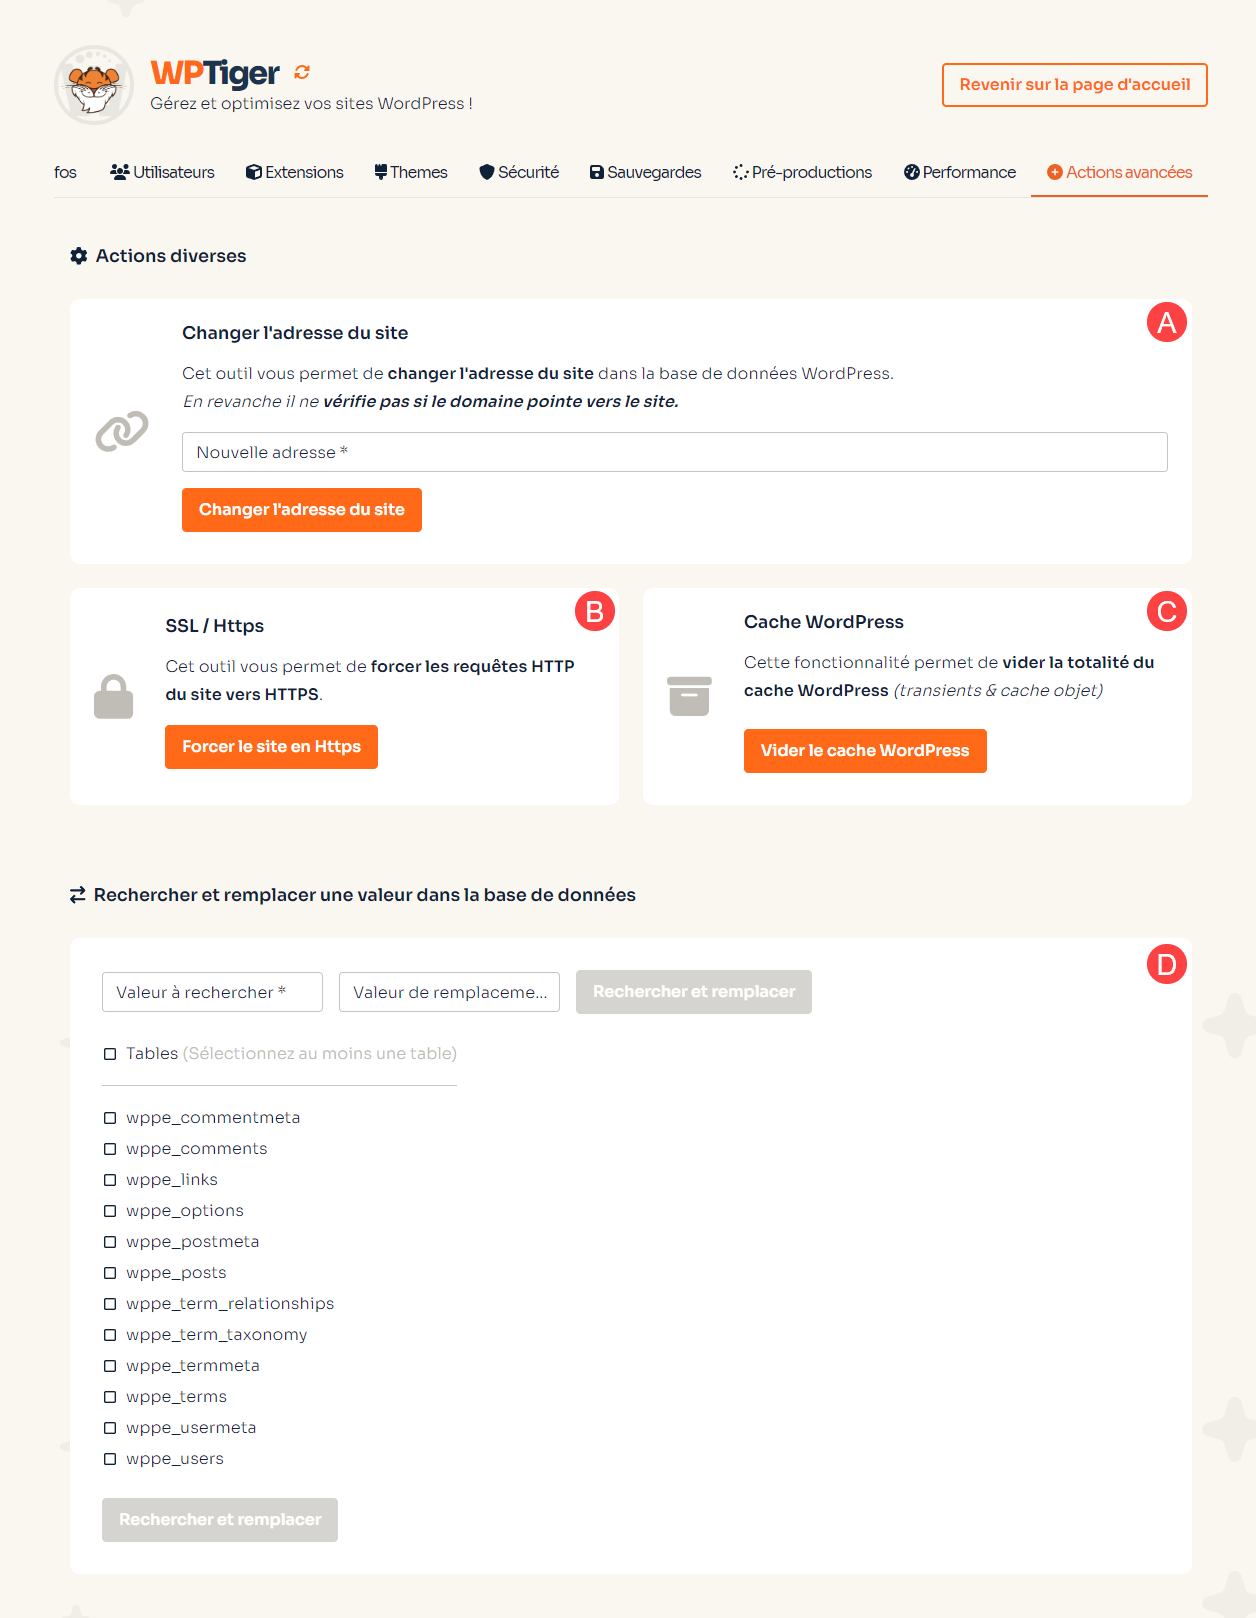 WPTiger
Gérez et optimisez vos sites WordPress !
Revenir sur la page d'accueil
fos Utilisateurs Extensions Themes Sécurité Sauvegardes Pré-productions Performance Actions avancées
Actions diverses
A
Changer l'adresse du site
Cet outil vous permet de changer l'adresse du site dans la base de données WordPress.
En revanche il ne vérifie pas si le domaine pointe vers le site.
Nouvelle adresse *
Changer l'adresse du site
B
SSL / Https
Cet outil vous permet de forcer les requêtes HTTP
du site vers HTTPS.
Forcer le site en Https
C
Cache WordPress
Cette fonctionnalité permet de vider la totalité du
cache WordPress (transients & cache objet)
Vider le cache WordPress
Rechercher et remplacer une valeur dans la base de données
D
Valeur à rechercher * Valeur de remplaceme... Rechercher et remplacer
Tables (Sélectionnez au moins une table)
wppe_commentmeta
wppe_comments
wppe_links
wppe_options
wppe_postmeta
wppe_posts
wppe_term_relationships
wppe_term_taxonomy
wppe_termmeta
wppe_terms
wppe_usermeta
wppe_users
Rechercher et remplacer